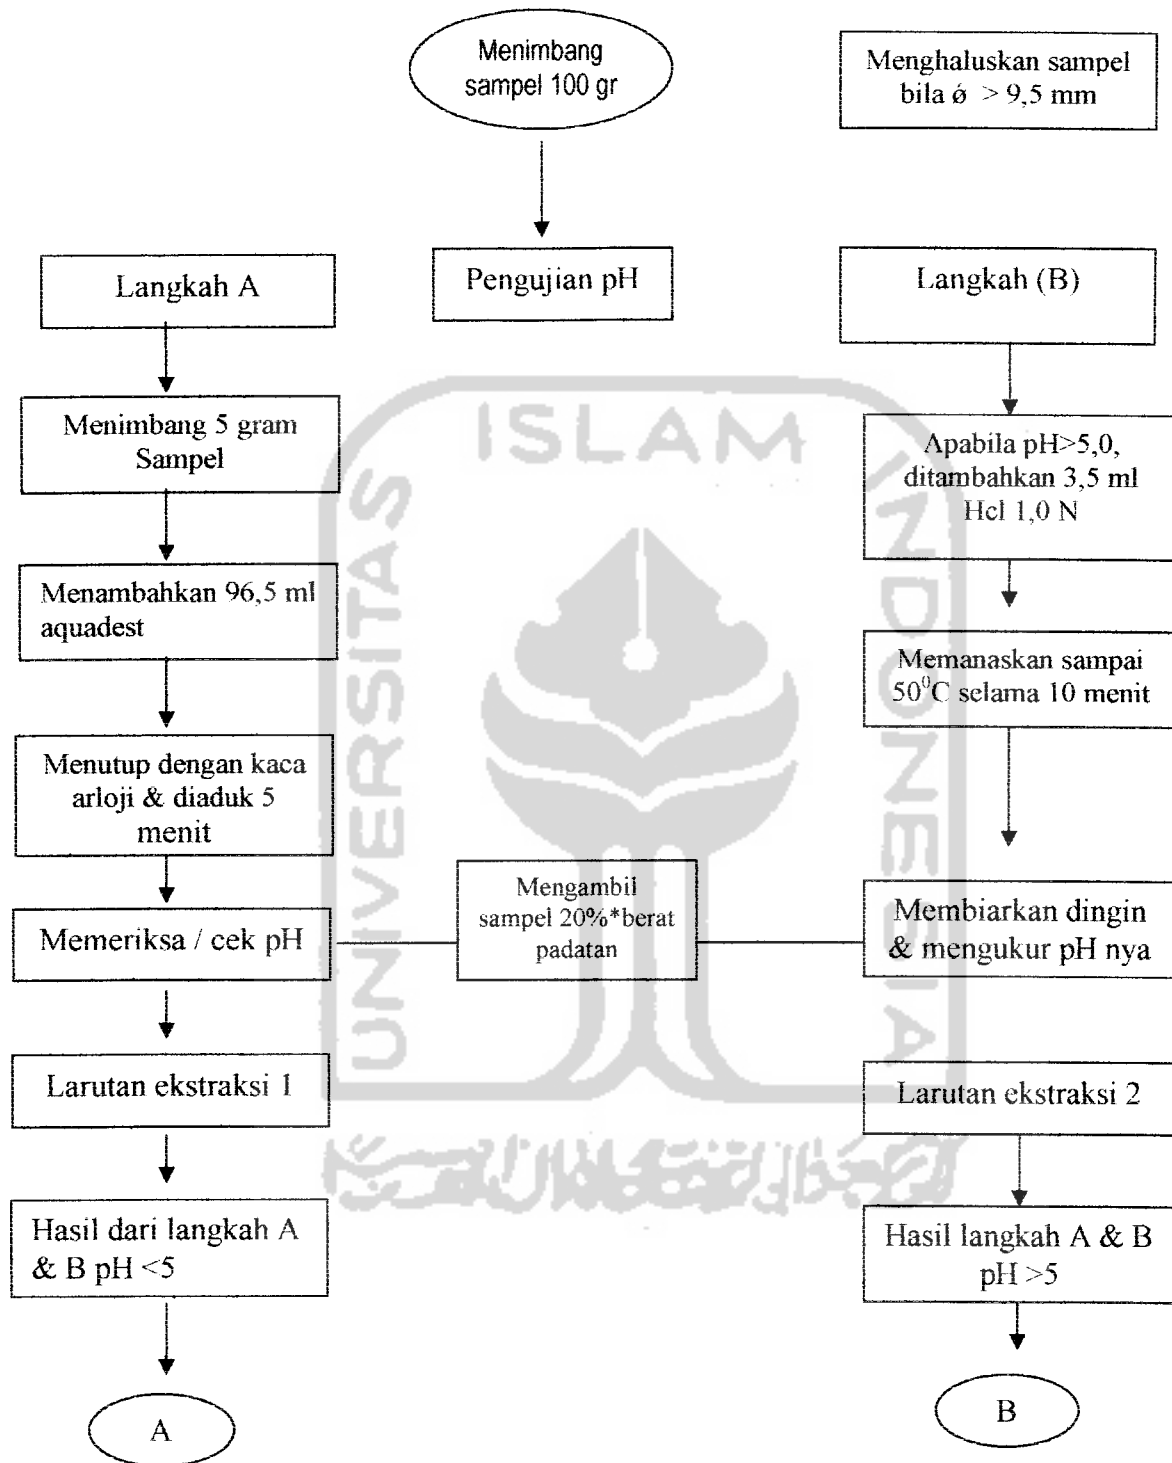 Menimbang
sampel 100 gr
Menghaluskan sampel
bila ǿ > 9,5 mm
Langkah A
Pengujian pH
Langkah (B)
Menimbang 5 gram
Sampel
Apabila pH>5,0,
ditambahkan 3,5 ml
Hcl 1,0 N
Menambahkan 96,5 ml
aquadest
Memanaskan sampai
50⁰C selama 10 menit
Menutup dengan kaca
arloji & diaduk 5
menit
Memeriksa / cek pH
Mengambil
sampel 20%*berat
padatan
Membiarkan dingin
& mengukur pH nya
Larutan ekstraksi 1
Larutan ekstraksi 2
Hasil dari langkah A
& B pH <5
Hasil langkah A & B
pH >5
A
B
UNIVERSITAS
ISLAM
INDONESIA